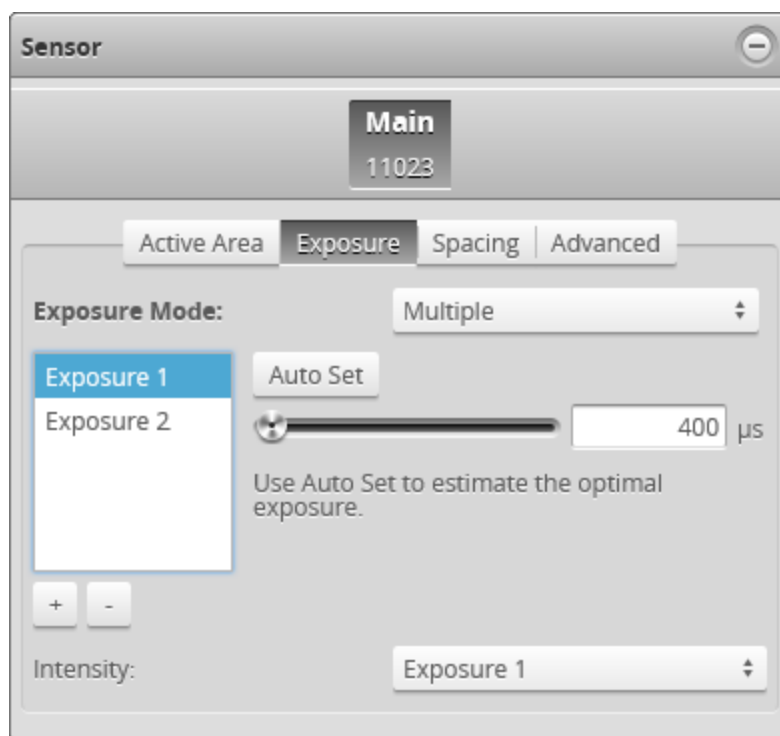 Sensor
Main
11023
Active Area Exposure Spacing Advanced
Exposure Mode: Multiple
Exposure 1
Auto Set
Exposure 2
400 µs
Use Auto Set to estimate the optimal
exposure.
+ -
Intensity: Exposure 1